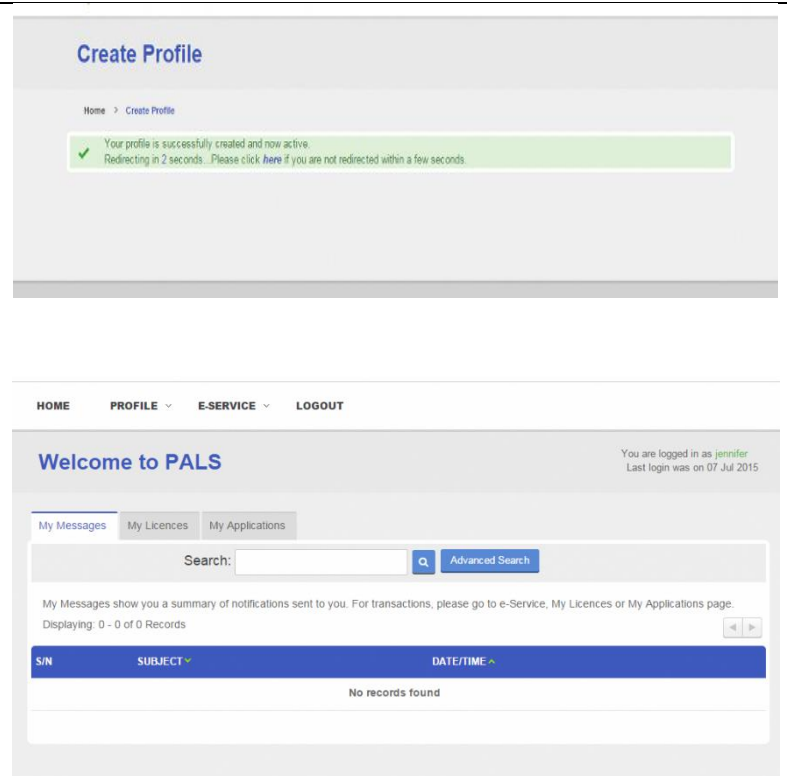 Create Profile
Home > Create Profile
Your profile is successfully created and now active.
Redirecting in 2 seconds...Please click here if you are not redirected within a few seconds.
HOME PROFILE E-SERVICE LOGOUT
Welcome to PALS
You are logged in as jennifer
Last login was on 07 Jul 2015
My Messages My Licences My Applications
Search: Advanced Search
My Messages show you a summary of notifications sent to you. For transactions, please go to e-Service, My Licences or My Applications page.
Displaying: 0 - 0 of 0 Records
S/N SUBJECT DATE/TIME
No records found